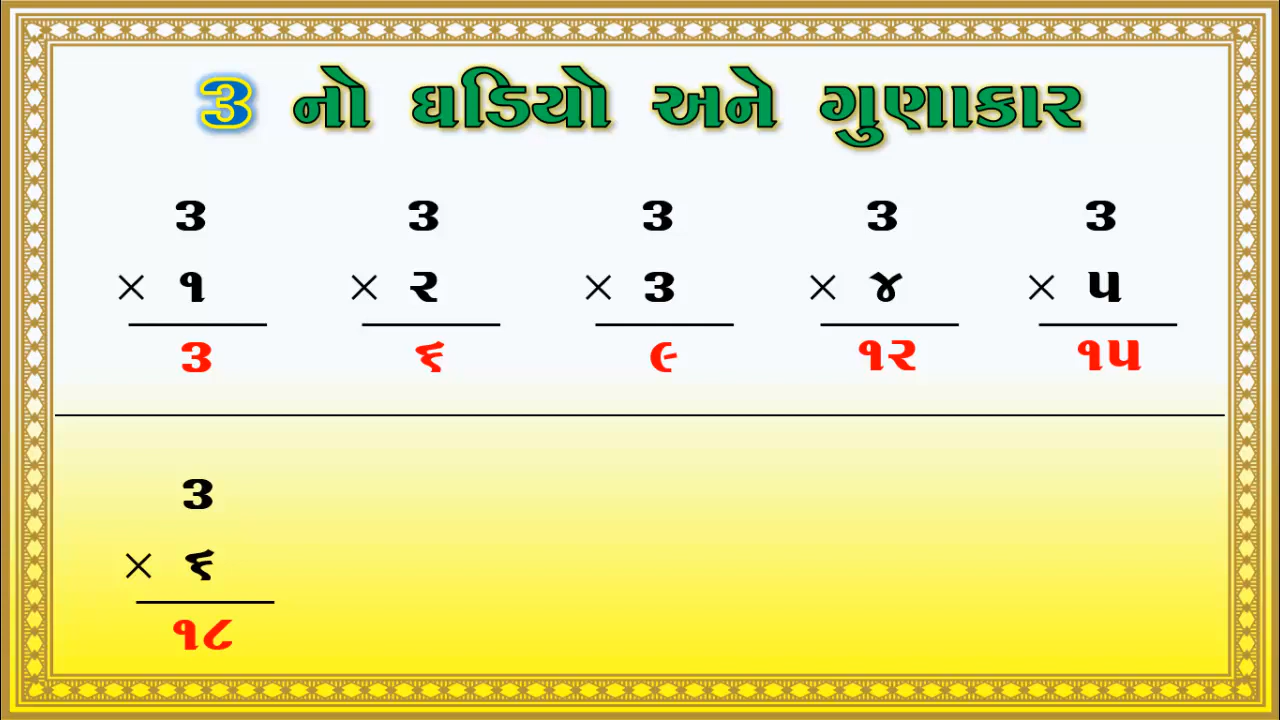 ૩ નો ઘડિયો અને ગુણાકાર
૩ ૩ ૩ ૩ ૩
× ૧ × ૨ × ૩ × ૪ × ૫
૩ ૬ ૯ ૧૨ ૧૫
૩
× ૬
૧૮